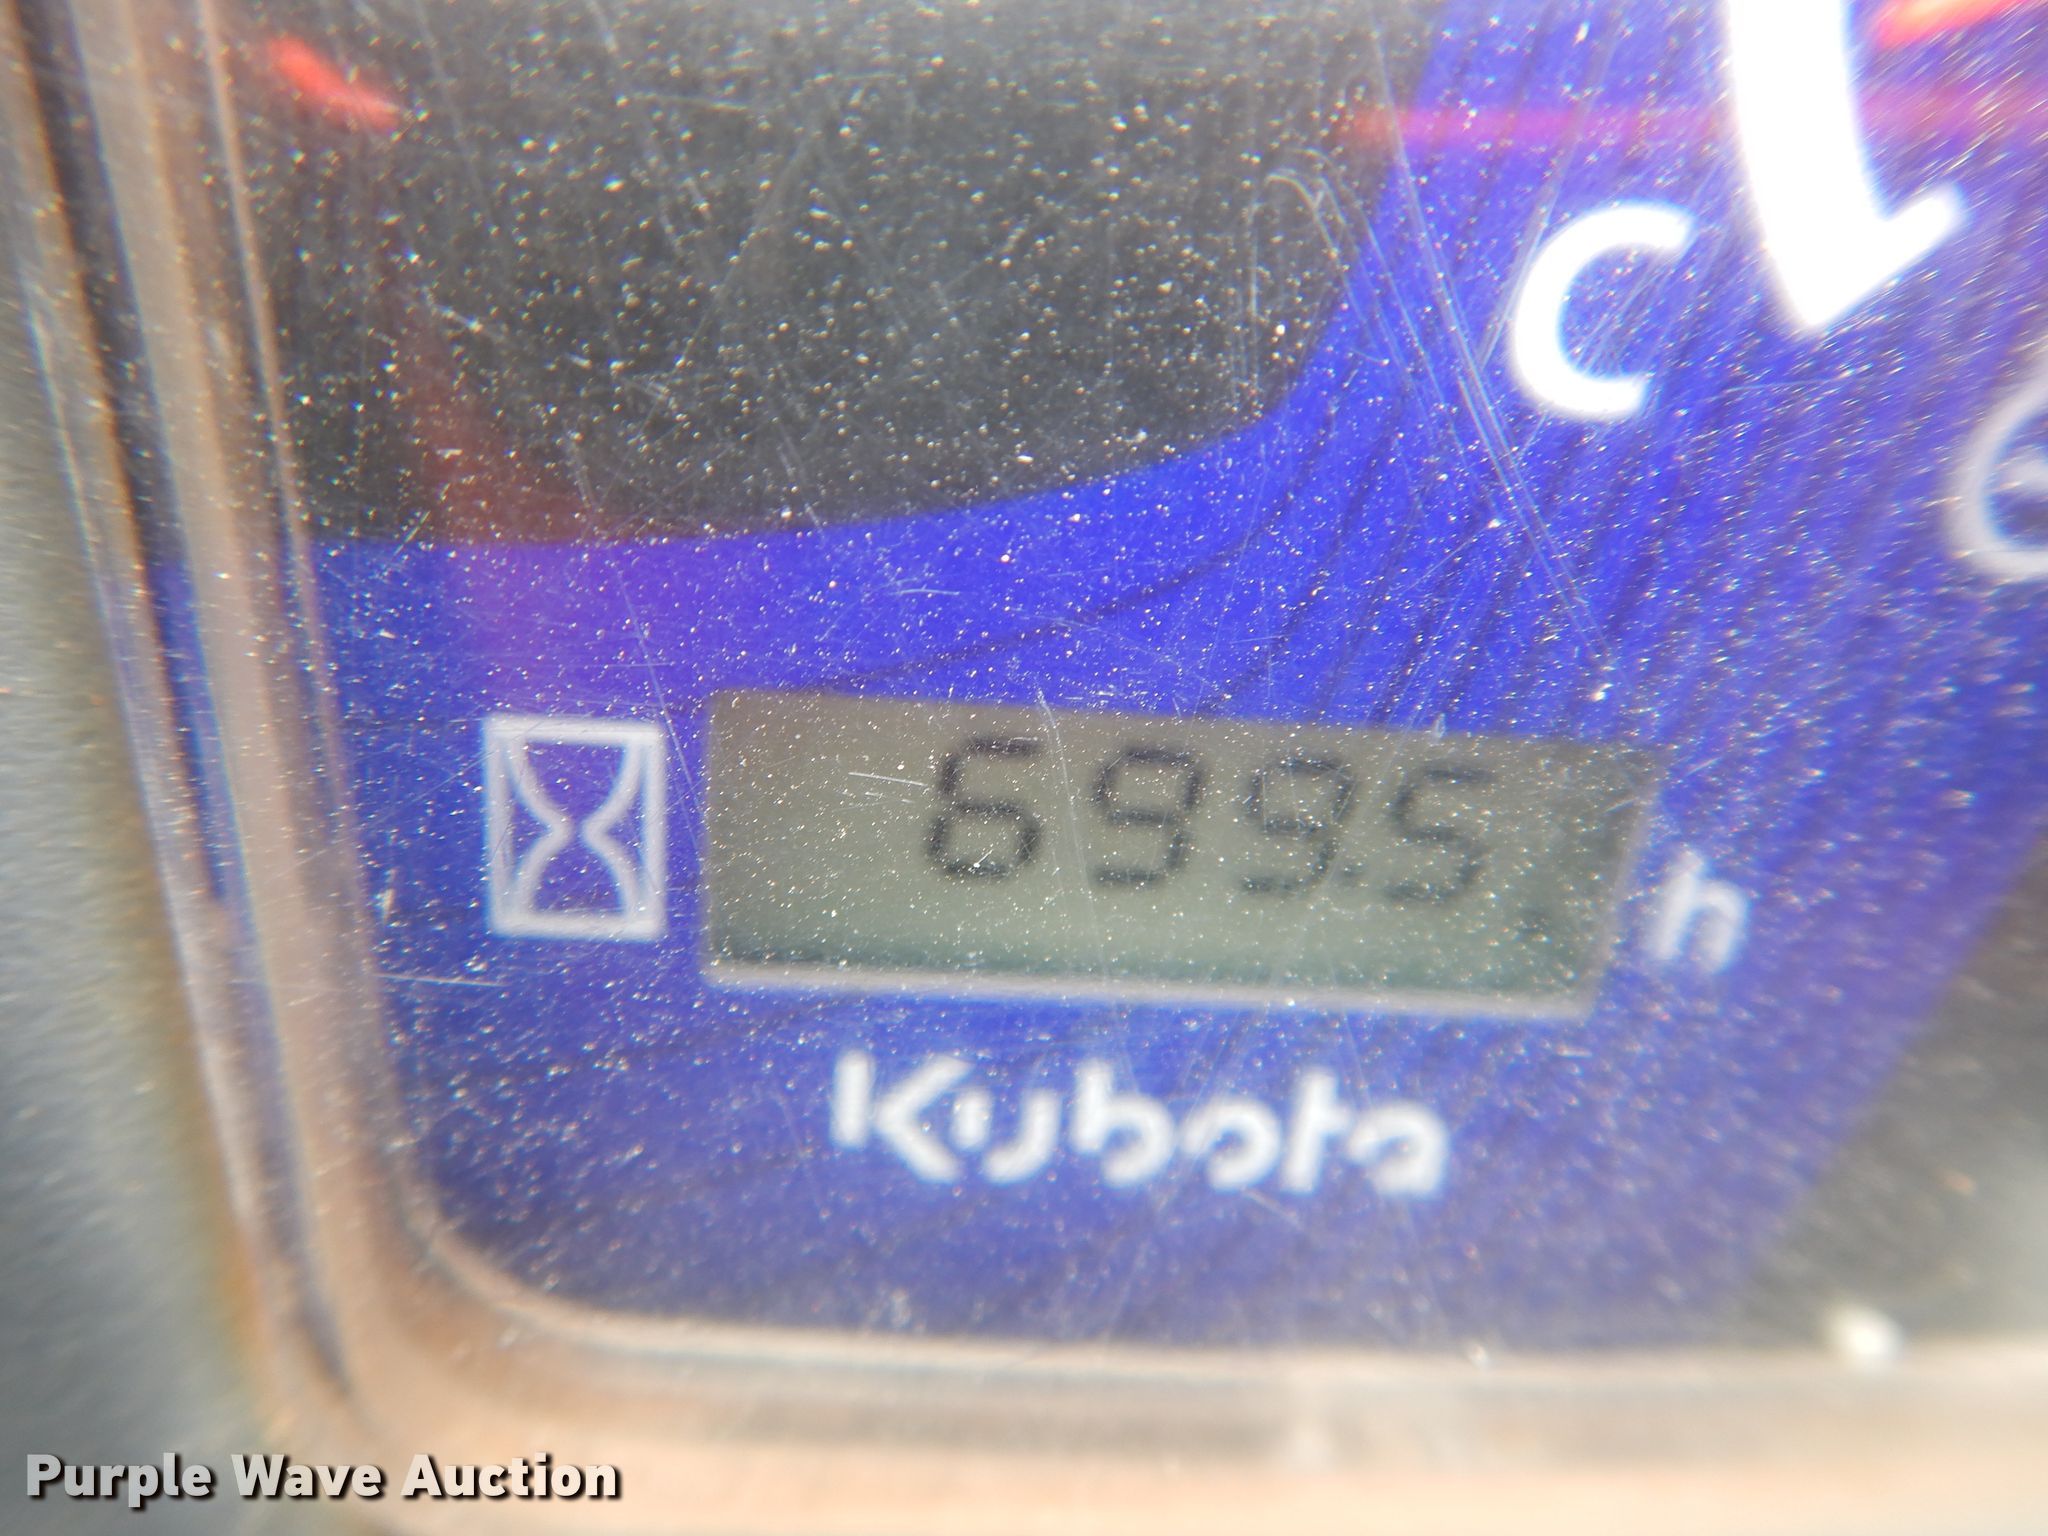 C
699.5 h
Kubota
Purple Wave Auction